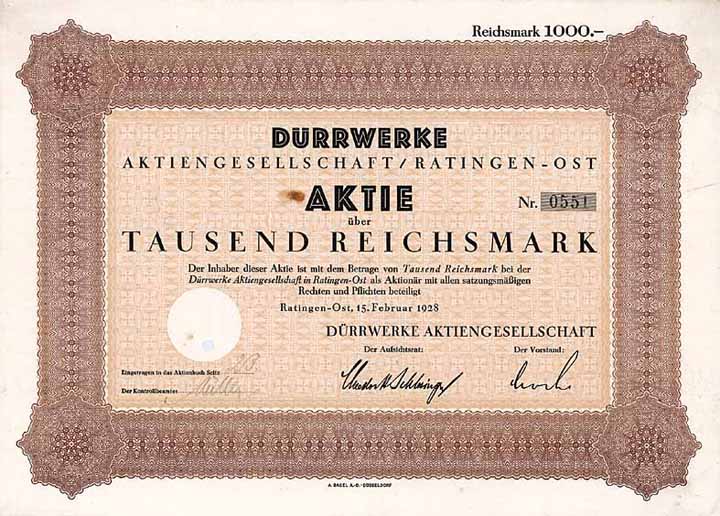 Reichsmark 1000.–
DÜRRWERKE
AKTIENGESELLSCHAFT/RATINGEN-OST
AKTIE
Nr. 0551
über
TAUSEND REICHSMARK
Der Inhaber dieser Aktie ist mit dem Betrage von Tausend Reichsmark bei der
Dürrwerke Aktiengesellschaft in Ratingen-Ost als Aktionär mit allen satzungsmäßigen
Rechten und Pflichten beteiligt
Ratingen-Ost, 15. Februar 1928
DÜRRWERKE AKTIENGESELLSCHAFT
Der Aufsichtsrat:
Der Vorstand:
Eingetragen in das Aktienbuch Seite
Der Kontrollbeamte:
A. BAGEL A.-G. DÜSSELDORF